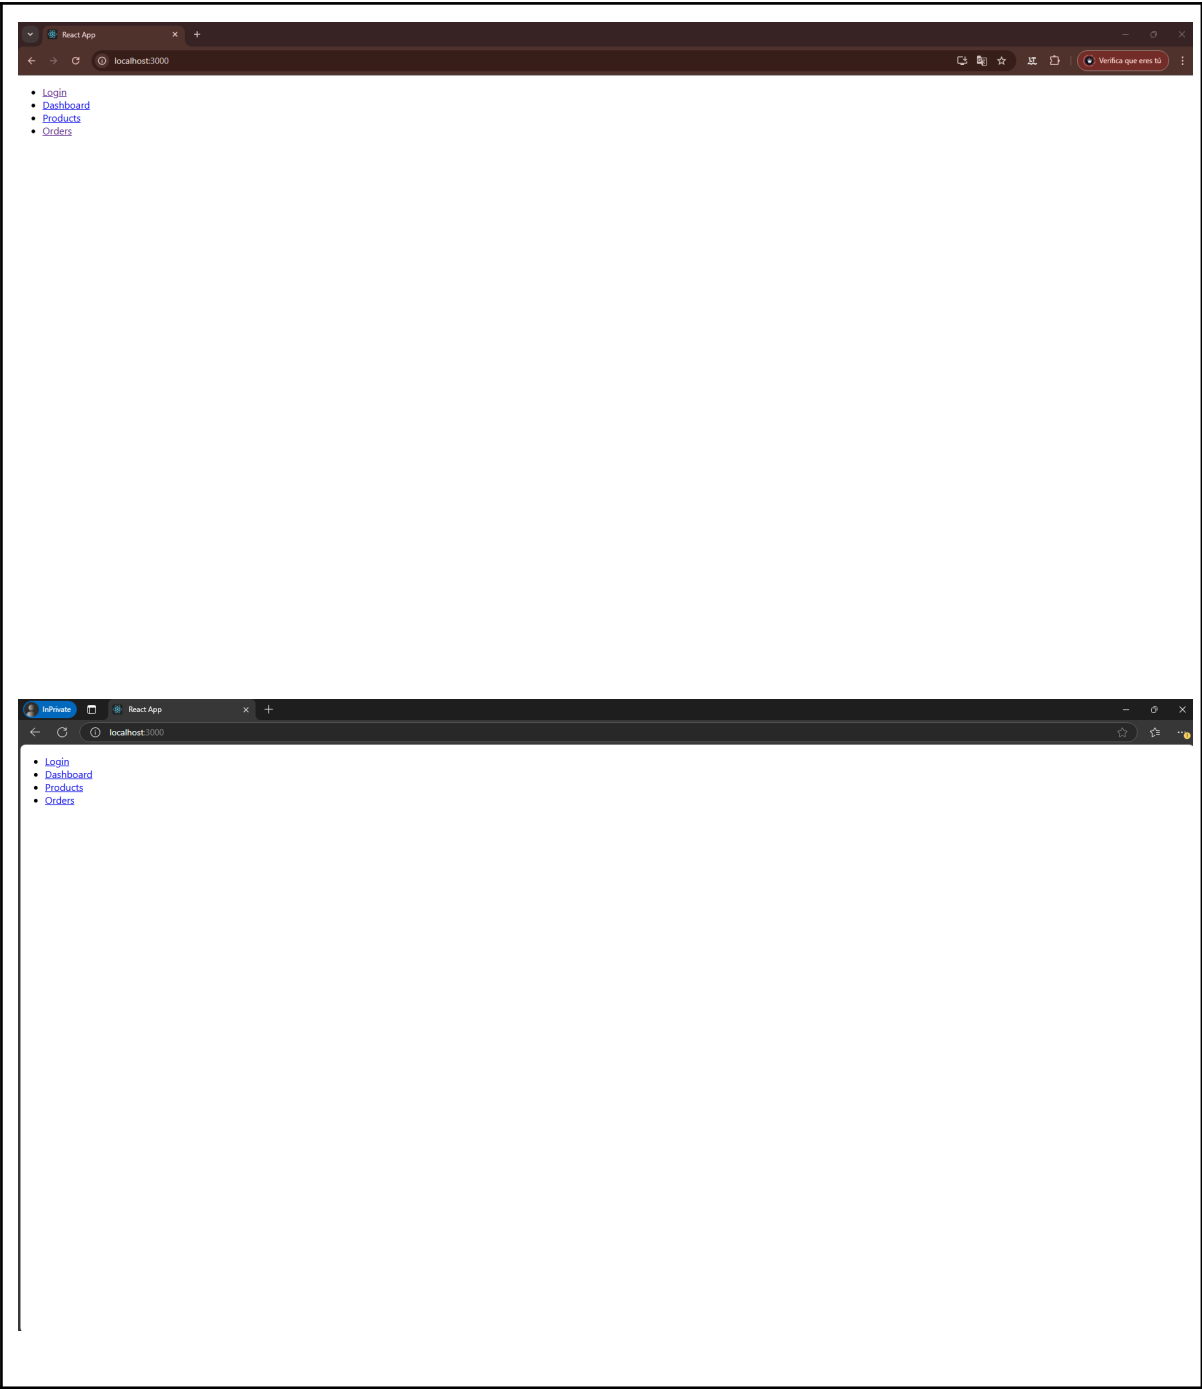 React App
localhost:3000
Verifica que eres tú
Login
Dashboard
Products
Orders
InPrivate
React App
localhost:3000
Login
Dashboard
Products
Orders